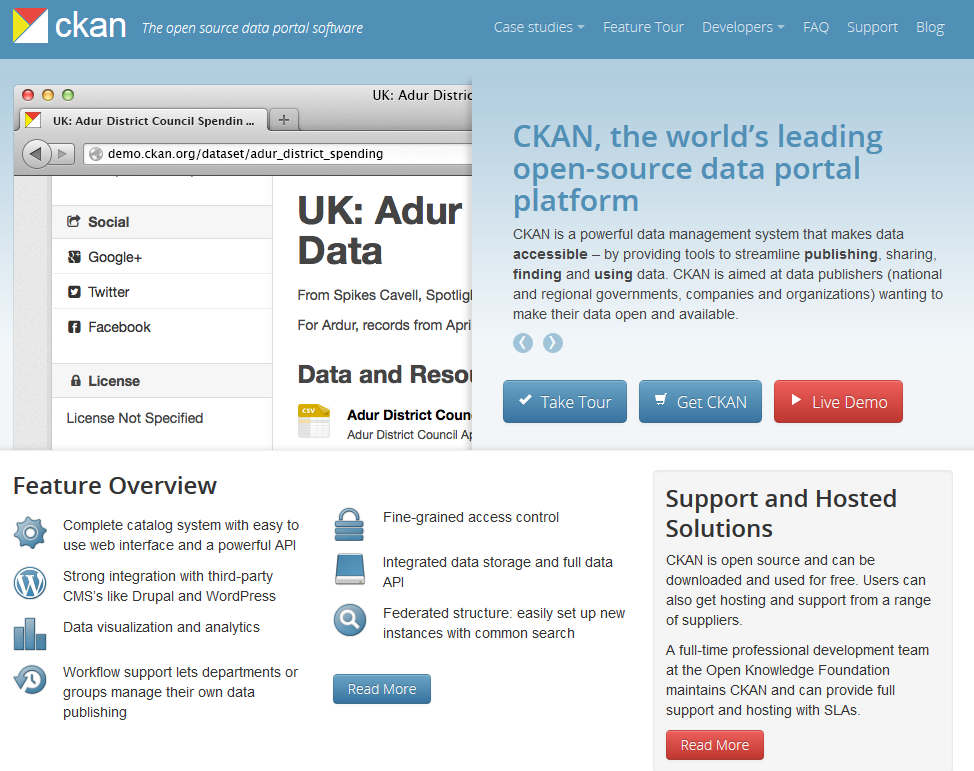 ckan
The open source data portal software
Case studies
Feature Tour
Developers
FAQ
Support
Blog
UK: Adur Distric
UK: Adur District Council Spendin ...
demo.ckan.org/dataset/adur_district_spending
Social
Google+
Twitter
Facebook
License
License Not Specified
UK: Adur
Data
From Spikes Cavell, Spotlig
For Ardur, records from Apri
Data and Resou
CSV
Adur District Coun
Adur District Council Ap
CKAN, the world’s leading
open-source data portal
platform
CKAN is a powerful data management system that makes data
accessible – by providing tools to streamline publishing, sharing,
finding and using data. CKAN is aimed at data publishers (national
and regional governments, companies and organizations) wanting to
make their data open and available.
Take Tour
Get CKAN
Live Demo
Feature Overview
Complete catalog system with easy to
use web interface and a powerful API
Strong integration with third-party
CMS’s like Drupal and WordPress
Data visualization and analytics
Workflow support lets departments or
groups manage their own data
publishing
Fine-grained access control
Integrated data storage and full data
API
Federated structure: easily set up new
instances with common search
Read More
Support and Hosted
Solutions
CKAN is open source and can be
downloaded and used for free. Users can
also get hosting and support from a range
of suppliers.
A full-time professional development team
at the Open Knowledge Foundation
maintains CKAN and can provide full
support and hosting with SLAs.
Read More